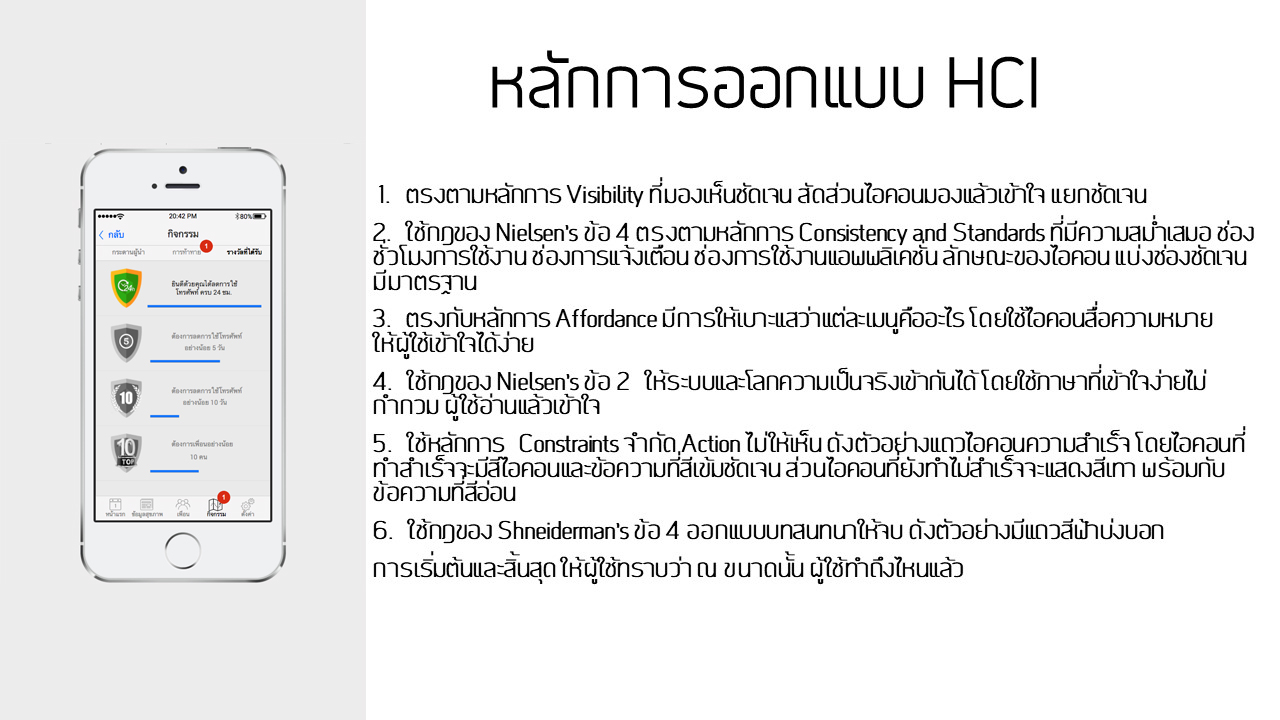 หลักการออกแบบ HCI
20:42 PM
80%
กลับ
กิจกรรม
กระดานผู้นำ
การท้าทาย
1
รางวัลที่ได้รับ
24h
ยินดีด้วยคุณได้ลดการใช้
โทรศัพท์ ครบ 24 ชม.
5
ต้องการลดการใช้โทรศัพท์
อย่างน้อย 5 วัน
10
ต้องการลดการใช้โทรศัพท์
อย่างน้อย 10 วัน
10
TOP
ต้องการเพื่อนอย่างน้อย
10 คน
1
หน้าแรก
ข้อมูลสุขภาพ
เพื่อน
กิจกรรม
ตั้งค่า
1. ตรงตามหลักการ Visibility ที่มองเห็นชัดเจน สัดส่วนไอคอนมองแล้วเข้าใจ แยกชัดเจน
2. ใช้กฎของ Nielsen's ข้อ 4 ตรงตามหลักการ Consistency and Standards ที่มีความสม่ำเสมอ ช่อง
ชั่วโมงการใช้งาน ช่องการแจ้งเตือน ช่องการใช้งานแอพพลิเคชั่น ลักษณะของไอคอน แบ่งช่องชัดเจน
มีมาตรฐาน
3. ตรงกับหลักการ Affordance มีการให้เบาะแสว่าแต่ละเมนูคืออะไร โดยใช้ไอคอนสื่อความหมาย
ให้ผู้ใช้เข้าใจได้ง่าย
4. ใช้กฎของ Nielsen's ข้อ 2 ให้ระบบและโลกความเป็นจริงเข้ากันได้ โดยใช้ภาษาที่เข้าใจง่ายไม่
กำกวม ผู้ใช้อ่านแล้วเข้าใจ
5. ใช้หลักการ Constraints จำกัด Action ไม่ให้เห็น ดังตัวอย่างแถวไอคอนความสำเร็จ โดยไอคอนที่
ทำสำเร็จจะมีสีไอคอนและข้อความที่สีเข้มชัดเจน ส่วนไอคอนที่ยังทำไม่สำเร็จจะแสดงสีเทา พร้อมกับ
ข้อความที่สีอ่อน
6. ใช้กฎของ Shneiderman's ข้อ 4 ออกแบบบทสนทนาให้จบ ดังตัวอย่างมีแถวสีฟ้าบ่งบอก
การเริ่มต้นและสิ้นสุด ให้ผู้ใช้ทราบว่า ณ ขนาดนั้น ผู้ใช้ทำถึงไหนแล้ว